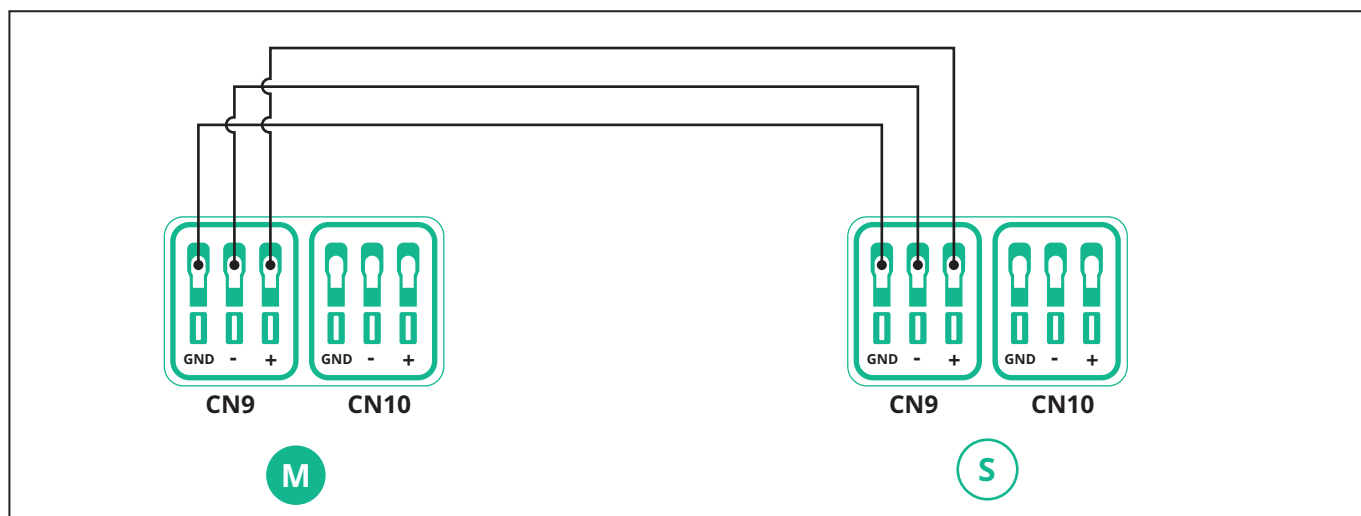 GND - + GND - + GND - + GND - +
CN9 CN10 CN9 CN10
M S